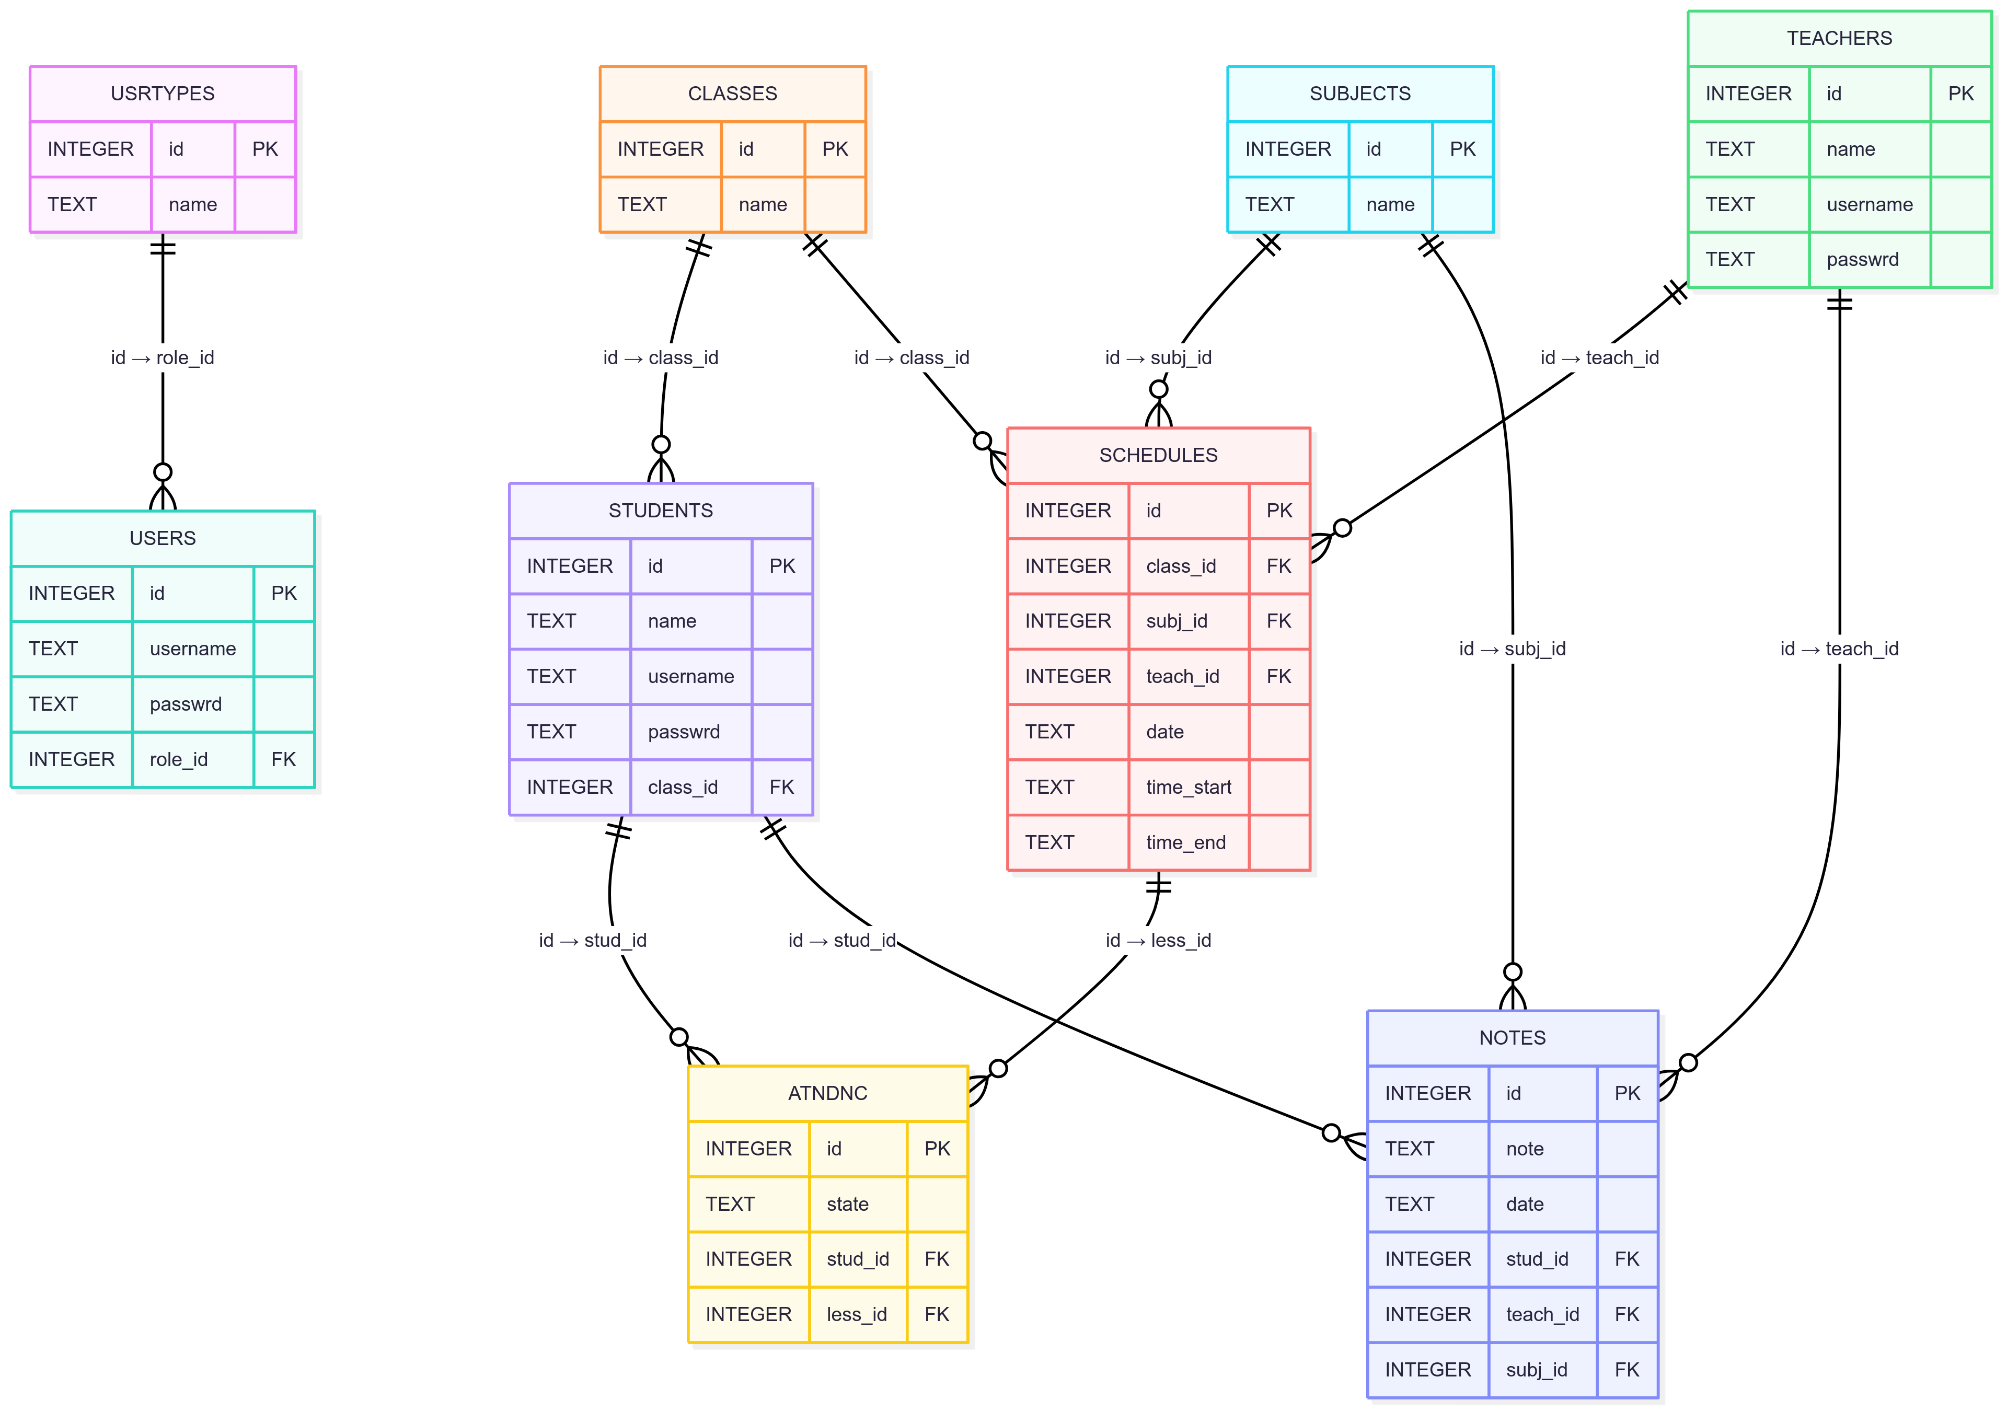 USRTYPES
INTEGER id PK
TEXT name
CLASSES
INTEGER id PK
TEXT name
SUBJECTS
INTEGER id PK
TEXT name
TEACHERS
INTEGER id PK
TEXT name
TEXT username
TEXT passwrd
id → role_id
id → class_id
id → class_id
id → subj_id
id → teach_id
USERS
INTEGER id PK
TEXT username
TEXT passwrd
INTEGER role_id FK
STUDENTS
INTEGER id PK
TEXT name
TEXT username
TEXT passwrd
INTEGER class_id FK
SCHEDULES
INTEGER id PK
INTEGER class_id FK
INTEGER subj_id FK
INTEGER teach_id FK
TEXT date
TEXT time_start
TEXT time_end
id → subj_id
id → teach_id
id → stud_id
id → stud_id
id → less_id
ATNDNC
INTEGER id PK
TEXT state
INTEGER stud_id FK
INTEGER less_id FK
NOTES
INTEGER id PK
TEXT note
TEXT date
INTEGER stud_id FK
INTEGER teach_id FK
INTEGER subj_id FK